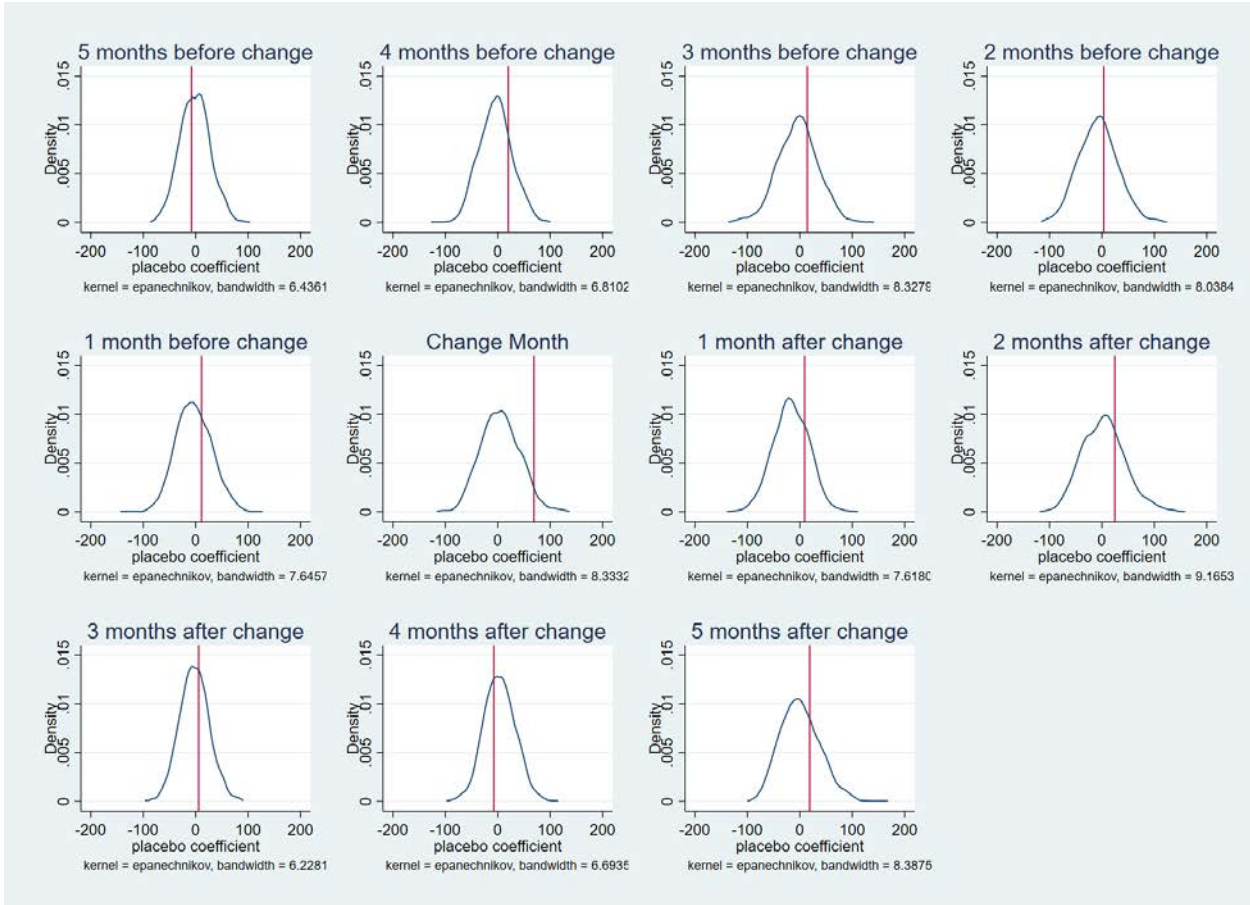 5 months before change
4 months before change
3 months before change
2 months before change
.015
.01
.005
0
Density
-200 -100 0 100 200
placebo coefficient
kernel = epanechnikov, bandwidth = 6.4361
.015
.01
.005
0
Density
-200 -100 0 100 200
placebo coefficient
kernel = epanechnikov, bandwidth = 6.8102
.015
.01
.005
0
Density
-200 -100 0 100 200
placebo coefficient
kernel = epanechnikov, bandwidth = 8.3279
.015
.01
.005
0
Density
-200 -100 0 100 200
placebo coefficient
kernel = epanechnikov, bandwidth = 8.0384
1 month before change
Change Month
1 month after change
2 months after change
.015
.01
.005
0
Density
-200 -100 0 100 200
placebo coefficient
kernel = epanechnikov, bandwidth = 7.6457
.015
.01
.005
0
Density
-200 -100 0 100 200
placebo coefficient
kernel = epanechnikov, bandwidth = 8.3332
.015
.01
.005
0
Density
-200 -100 0 100 200
placebo coefficient
kernel = epanechnikov, bandwidth = 7.6180
.015
.01
.005
0
Density
-200 -100 0 100 200
placebo coefficient
kernel = epanechnikov, bandwidth = 9.1653
3 months after change
4 months after change
5 months after change
.015
.01
.005
0
Density
-200 -100 0 100 200
placebo coefficient
kernel = epanechnikov, bandwidth = 6.2281
.015
.01
.005
0
Density
-200 -100 0 100 200
placebo coefficient
kernel = epanechnikov, bandwidth = 6.6935
.015
.01
.005
0
Density
-200 -100 0 100 200
placebo coefficient
kernel = epanechnikov, bandwidth = 8.3875